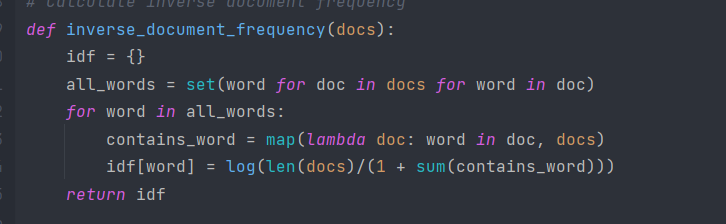 # Calculate inverse document frequency
def inverse_document_frequency(docs):
    idf = {}
    all_words = set(word for doc in docs for word in doc)
    for word in all_words:
        contains_word = map(lambda doc: word in doc, docs)
        idf[word] = log(len(docs)/(1 + sum(contains_word)))
    return idf